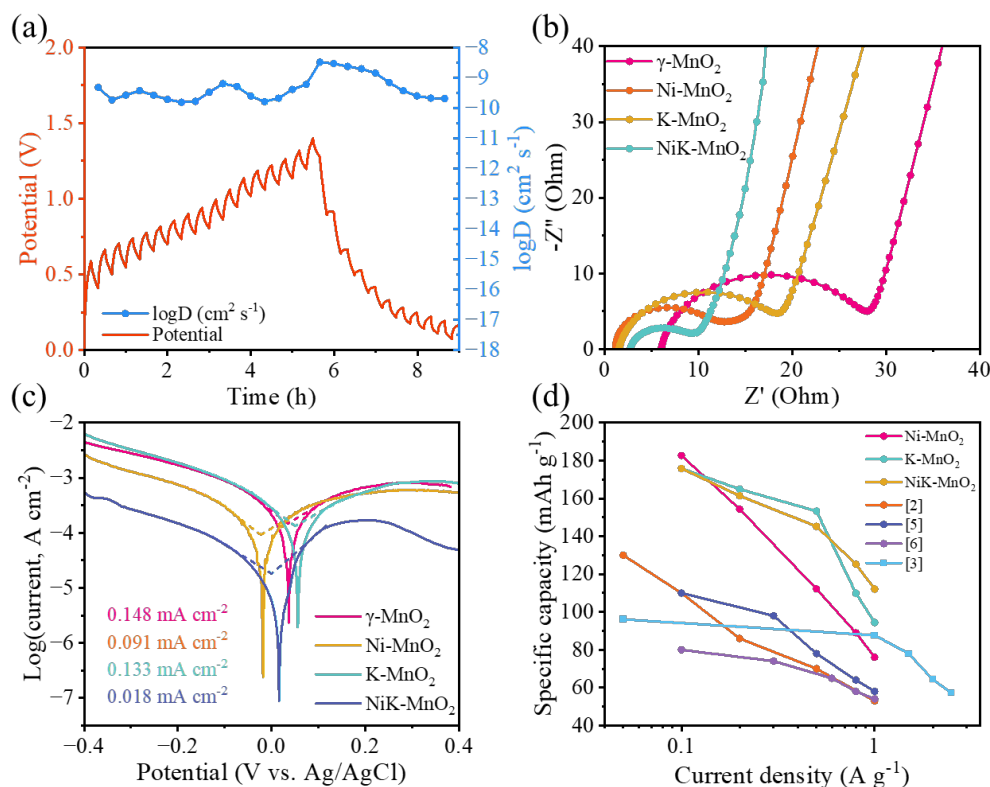 (a)
2.0
1.5
1.0
0.5
0.0
Potential (V)
0
2
4
6
8
Time (h)
−8
−9
−10
−11
−12
−13
−14
−15
−16
−17
−18
logD (cm² s⁻¹)
logD (cm² s⁻¹)
Potential
(b)
40
30
20
10
0
-Z" (Ohm)
0
10
20
30
40
Z' (Ohm)
γ-MnO₂
Ni-MnO₂
K-MnO₂
NiK-MnO₂
(c)
−2
−3
−4
−5
−6
−7
Log(current, A cm⁻²)
−0.4
−0.2
0.0
0.2
0.4
Potential (V vs. Ag/AgCl)
0.148 mA cm⁻²
0.091 mA cm⁻²
0.133 mA cm⁻²
0.018 mA cm⁻²
γ-MnO₂
Ni-MnO₂
K-MnO₂
NiK-MnO₂
(d)
200
180
160
140
120
100
80
60
40
Specific capacity (mAh g⁻¹)
0.1
1
Current density (A g⁻¹)
Ni-MnO₂
K-MnO₂
NiK-MnO₂
[2]
[5]
[6]
[3]